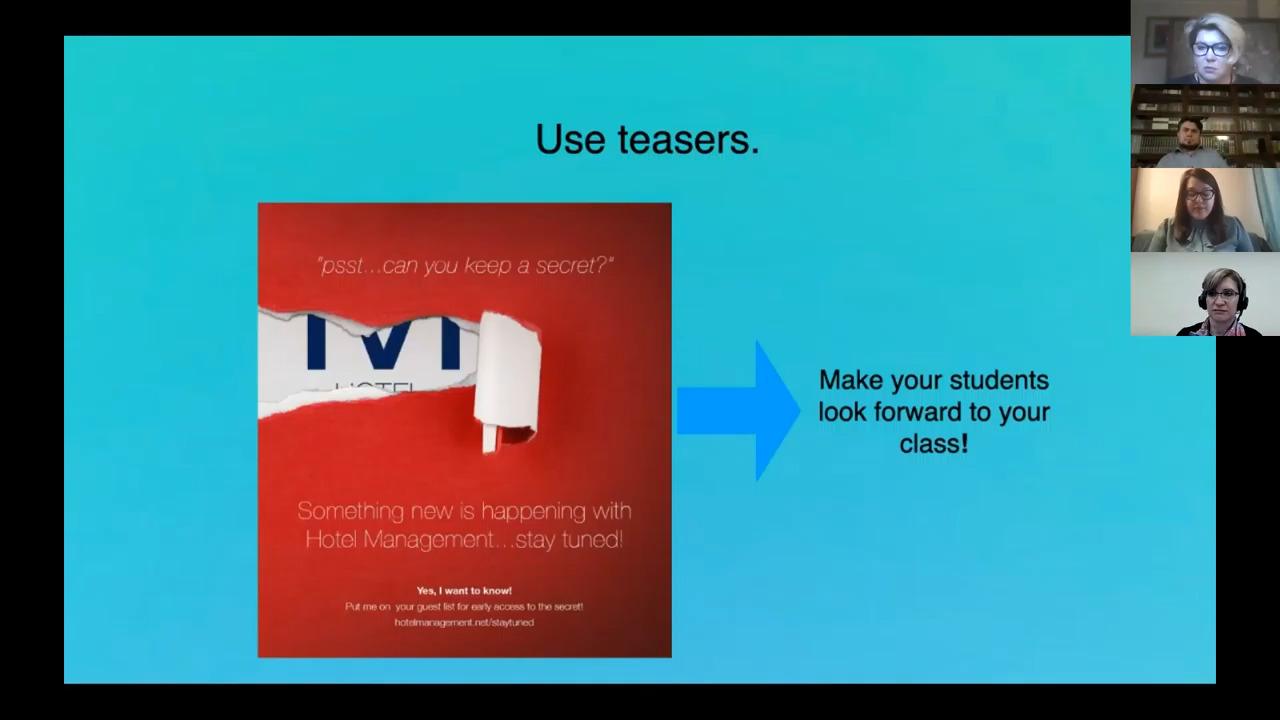 Use teasers.
"psst...can you keep a secret?"
HOTEL
Something new is happening with
Hotel Management...stay tuned!
Yes, I want to know!
Put me on your guest list for early access to the secret!
hotelmanagement.net/staytuned
Make your students
look forward to your
class!